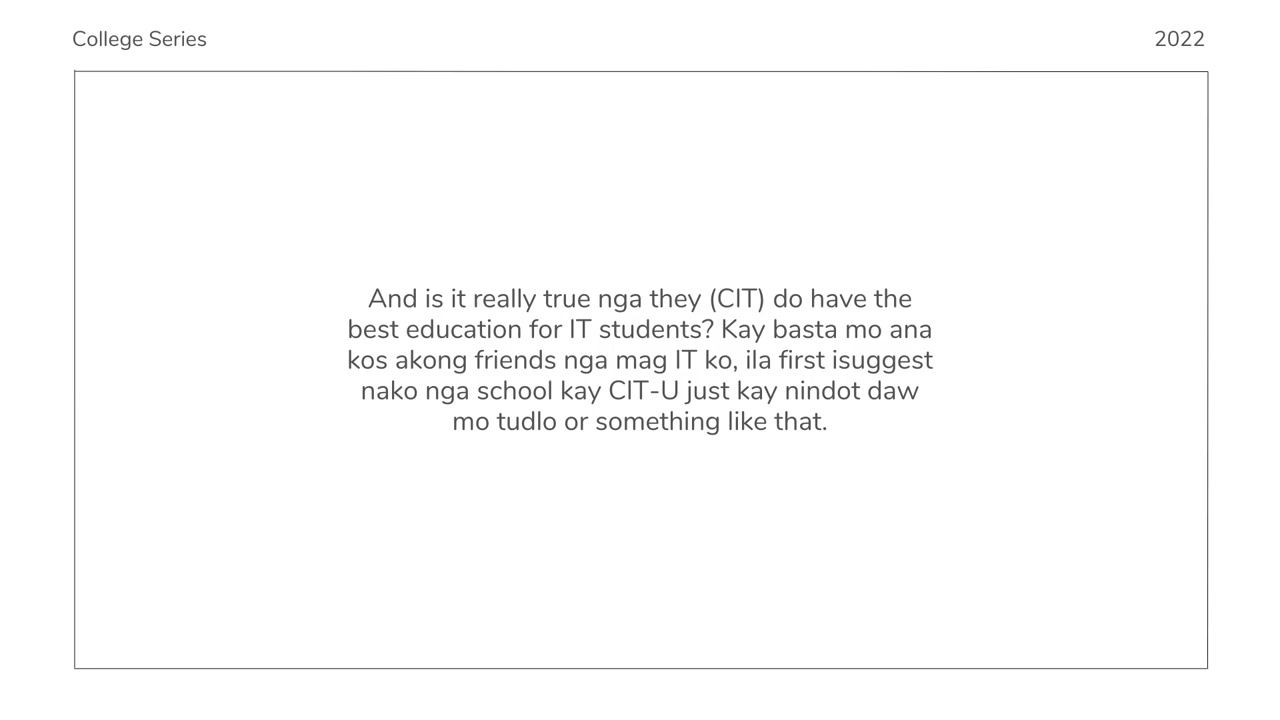 College Series
2022
And is it really true nga they (CIT) do have the
best education for IT students? Kay basta mo ana
kos akong friends nga mag IT ko, ila first isuggest
nako nga school kay CIT-U just kay nindot daw
mo tudlo or something like that.